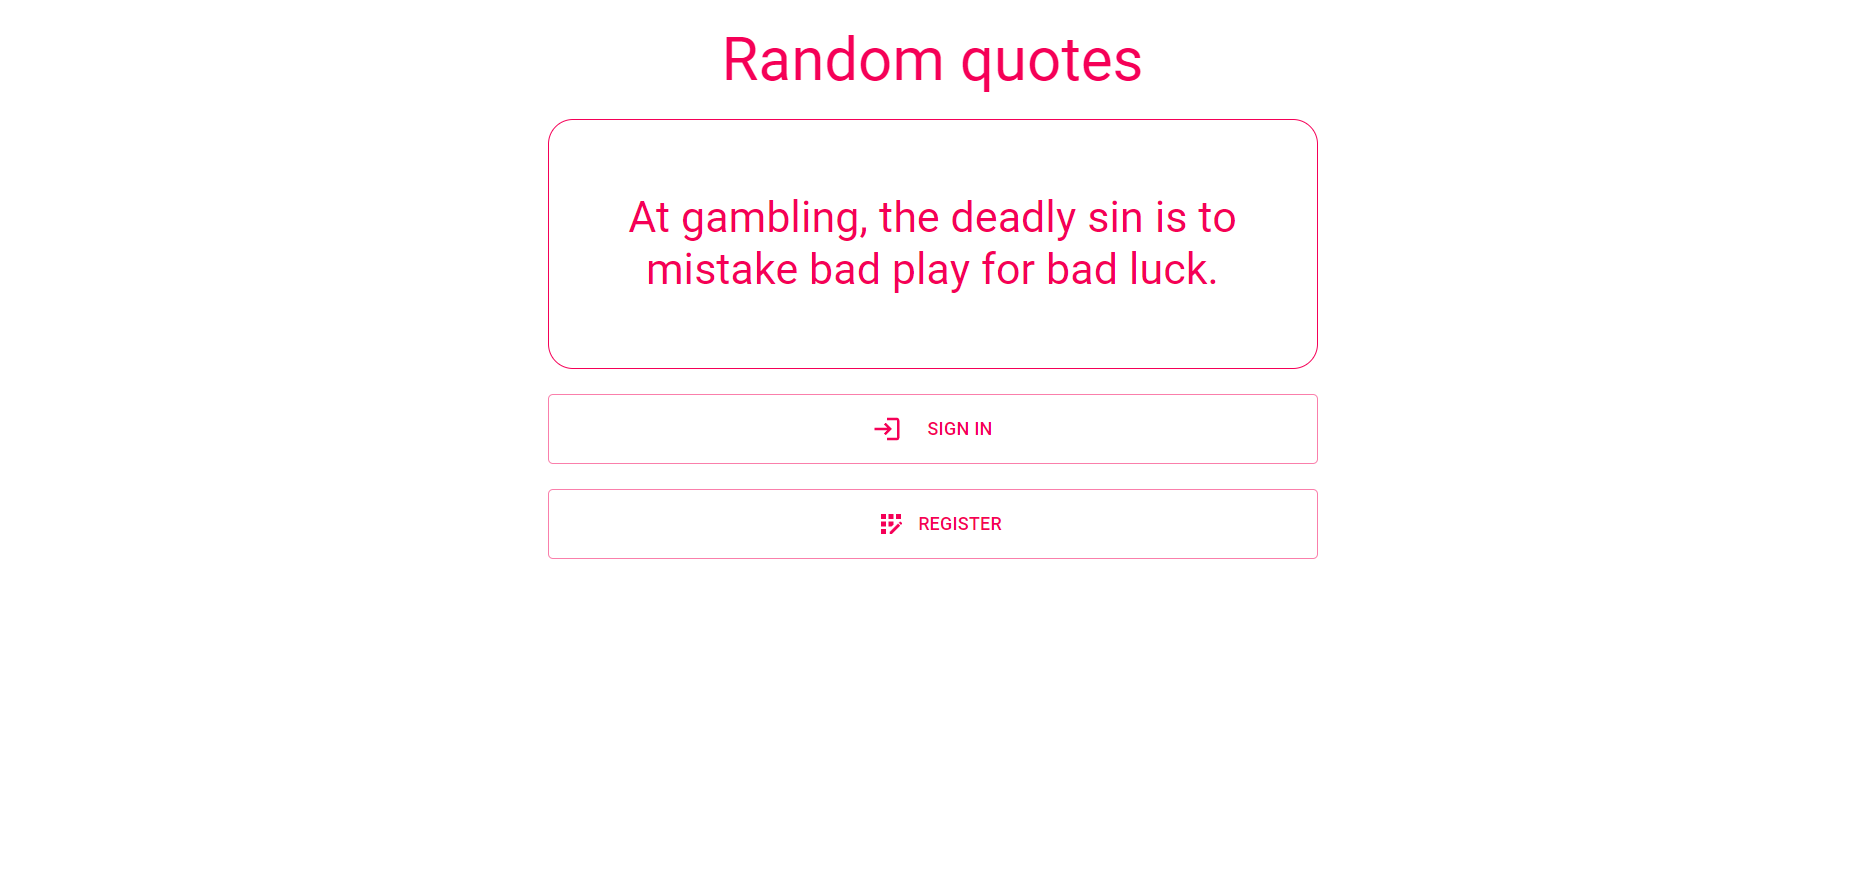 Random quotes
At gambling, the deadly sin is to
mistake bad play for bad luck.
SIGN IN
REGISTER